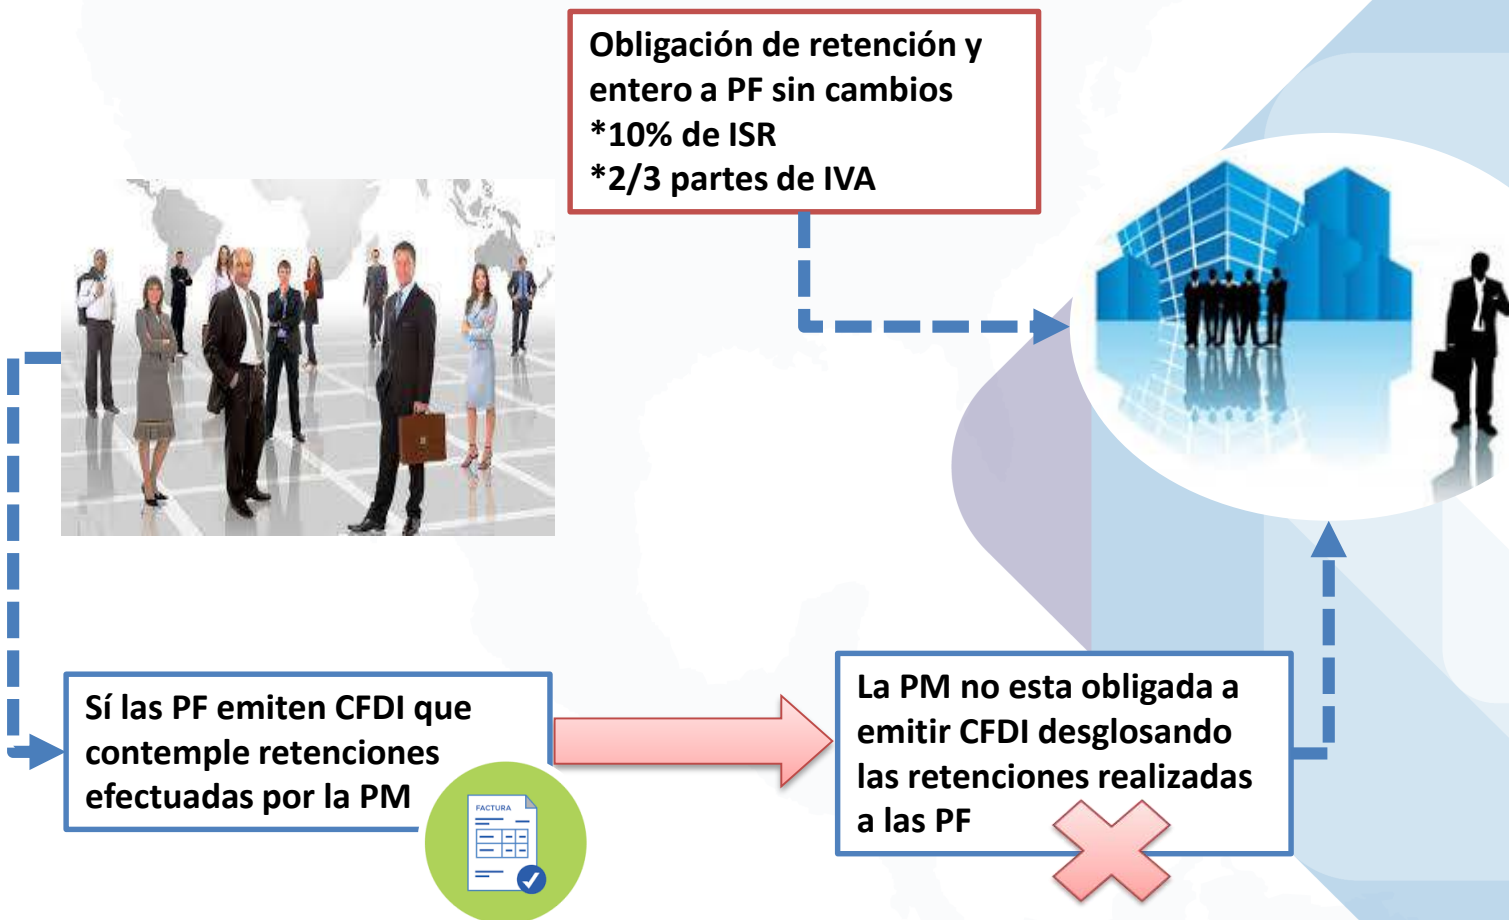 Obligación de retención y
entero a PF sin cambios
*10% de ISR
*2/3 partes de IVA
Sí las PF emiten CFDI que
contemple retenciones
efectuadas por la PM
FACTURA
La PM no esta obligada a
emitir CFDI desglosando
las retenciones realizadas
a las PF